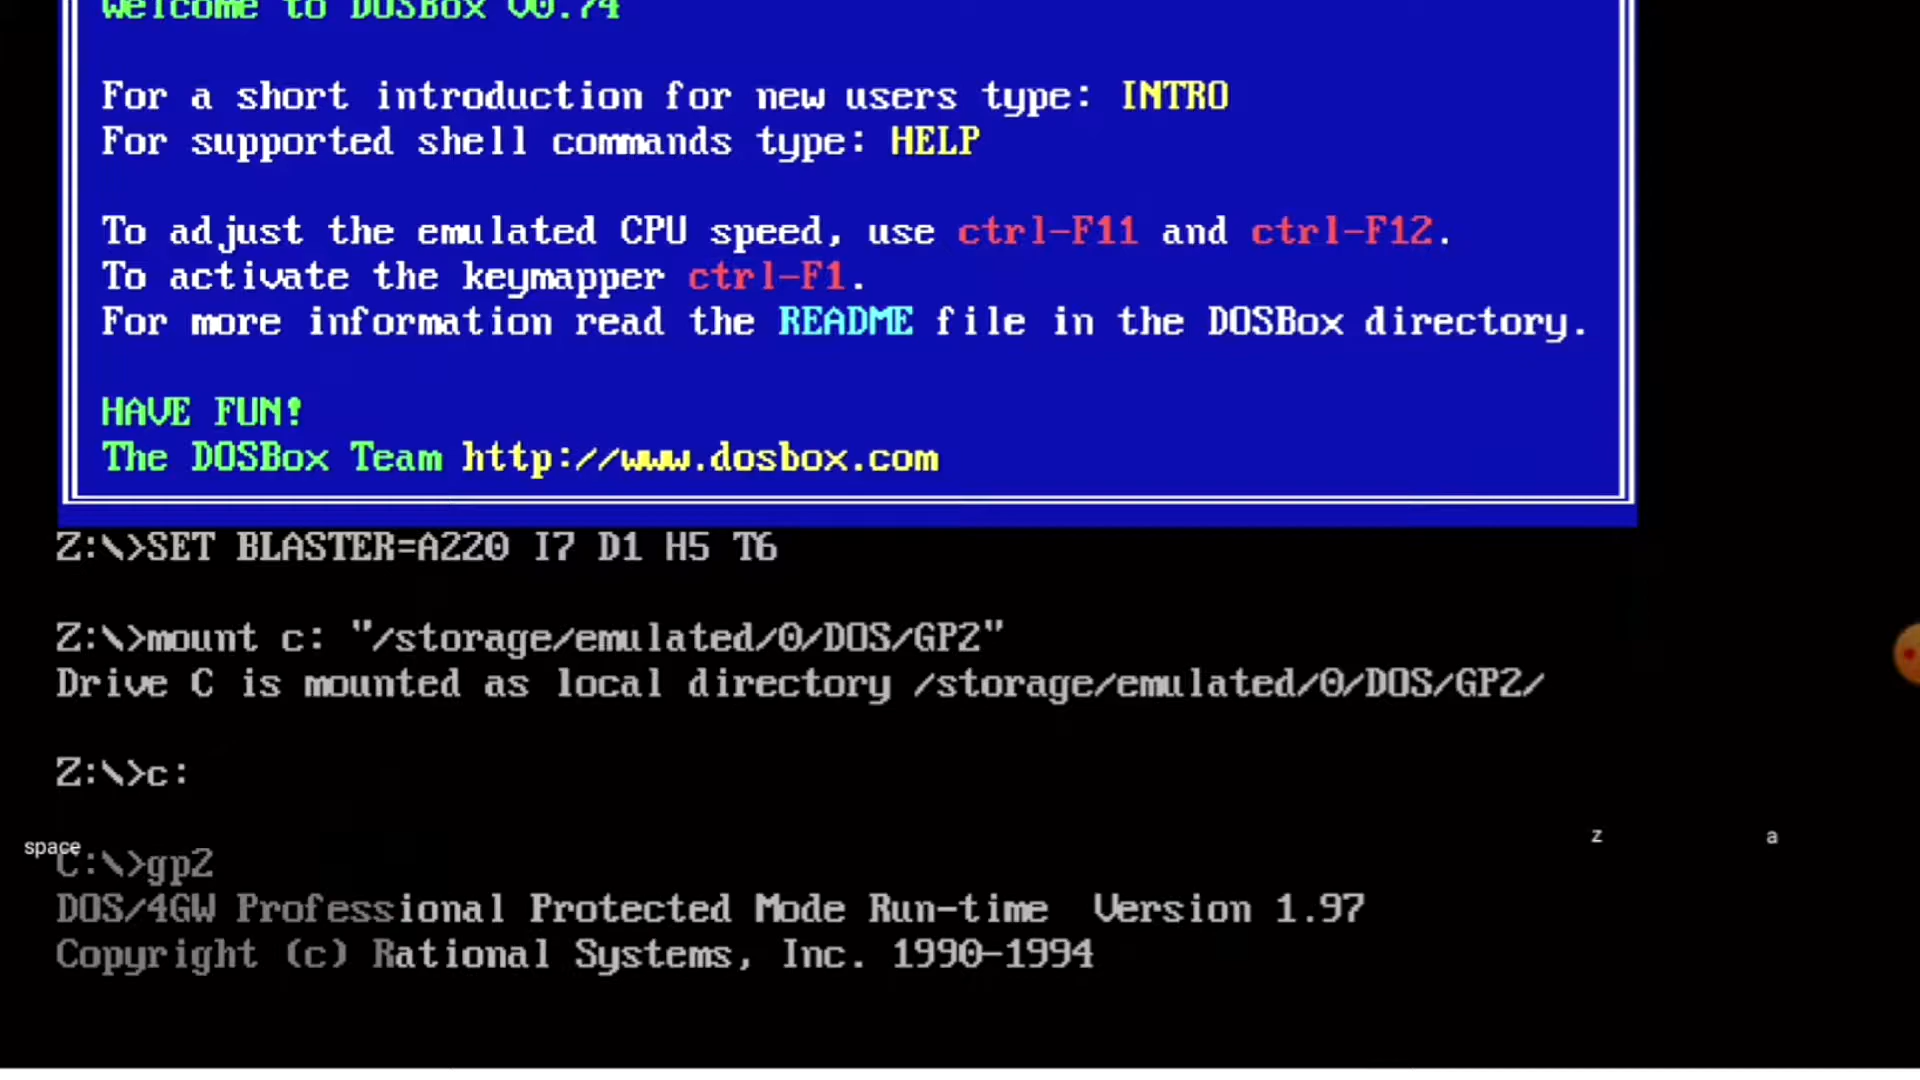 Welcome to DOSBox v0.74
For a short introduction for new users type: INTRO
For supported shell commands type: HELP
To adjust the emulated CPU speed, use ctrl-F11 and ctrl-F12.
To activate the keymapper ctrl-F1.
For more information read the README file in the DOSBox directory.
HAVE FUN!
The DOSBox Team http://www.dosbox.com
Z:\>SET BLASTER=A220 I7 D1 H5 T6
Z:\>mount c: "/storage/emulated/0/DOS/GP2"
Drive C is mounted as local directory /storage/emulated/0/DOS/GP2/
Z:\>c:
space
z
a
C:\>gp2
DOS/4GW Professional Protected Mode Run-time  Version 1.97
Copyright (c) Rational Systems, Inc. 1990-1994